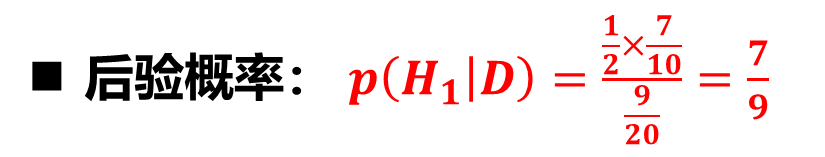 ■ 后验概率： p(H₁|D) = (1/2 × 7/10) / (9/20) = 7/9